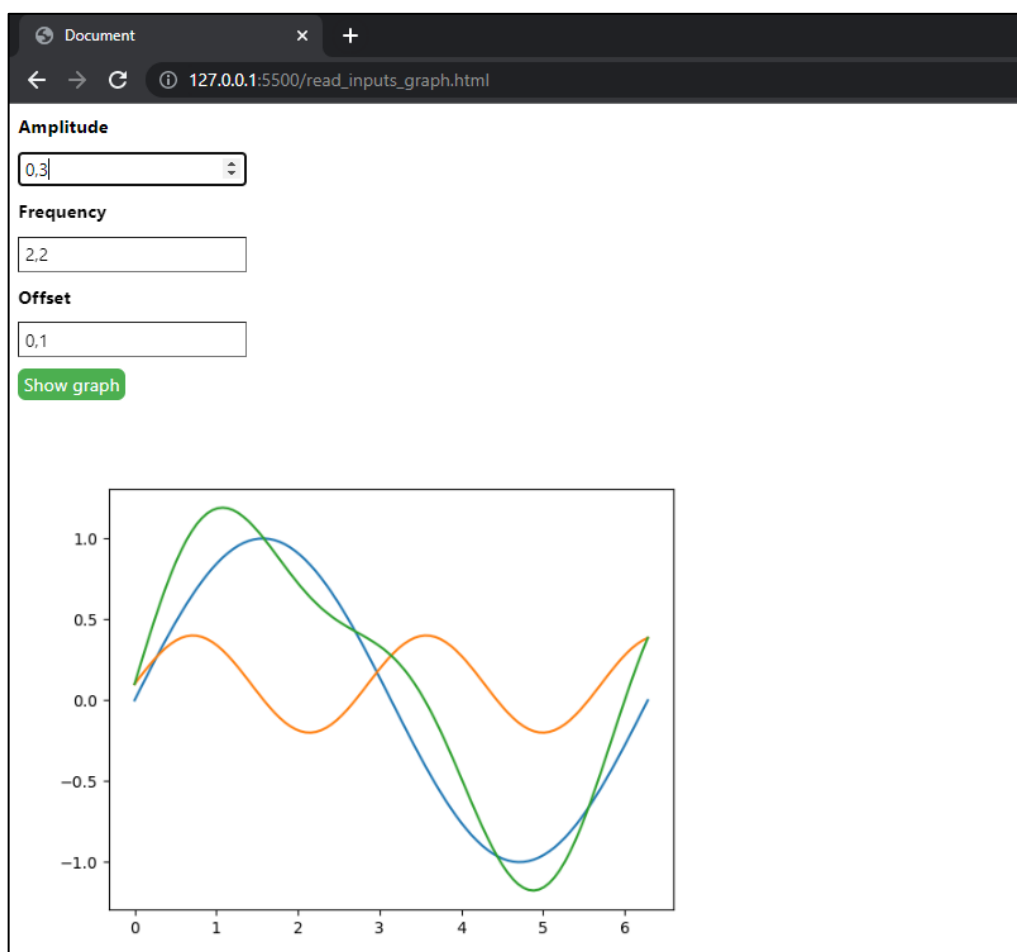 Document
127.0.0.1:5500/read_inputs_graph.html
Amplitude
0,3
Frequency
2,2
Offset
0,1
Show graph
1.0
0.5
0.0
−0.5
−1.0
0 1 2 3 4 5 6